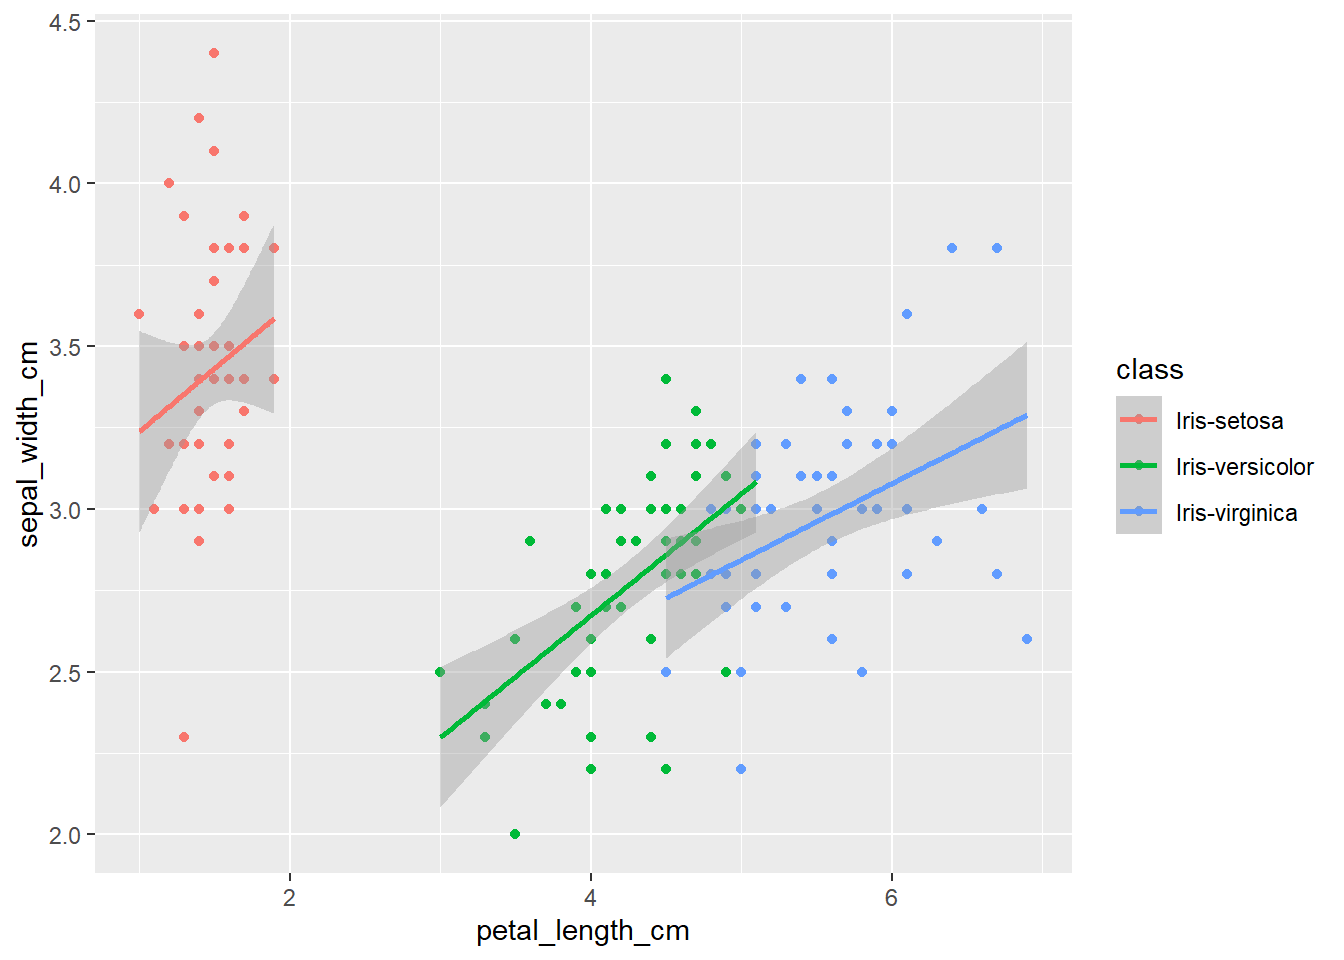 4.5
4.0
3.5
3.0
2.5
2.0
sepal_width_cm
2
4
6
petal_length_cm
class
Iris-setosa
Iris-versicolor
Iris-virginica